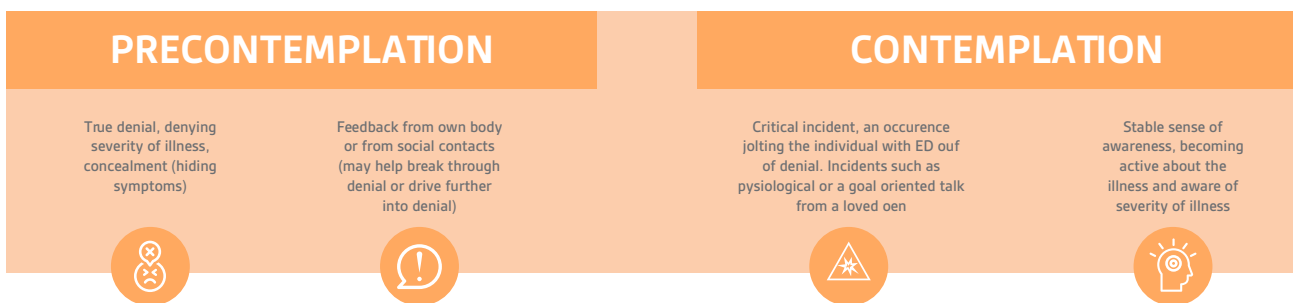 PRECONTEMPLATION
True denial, denying
severity of illness,
concealment (hiding
symptoms)
Feedback from own body
or from social contacts
(may help break through
denial or drive further
into denial)
CONTEMPLATION
Critical incident, an occurence
jolting the individual with ED ouf
of denial. Incidents such as
pysiological or a goal oriented talk
from a loved oen
Stable sense of
awareness, becoming
active about the
illness and aware of
severity of illness